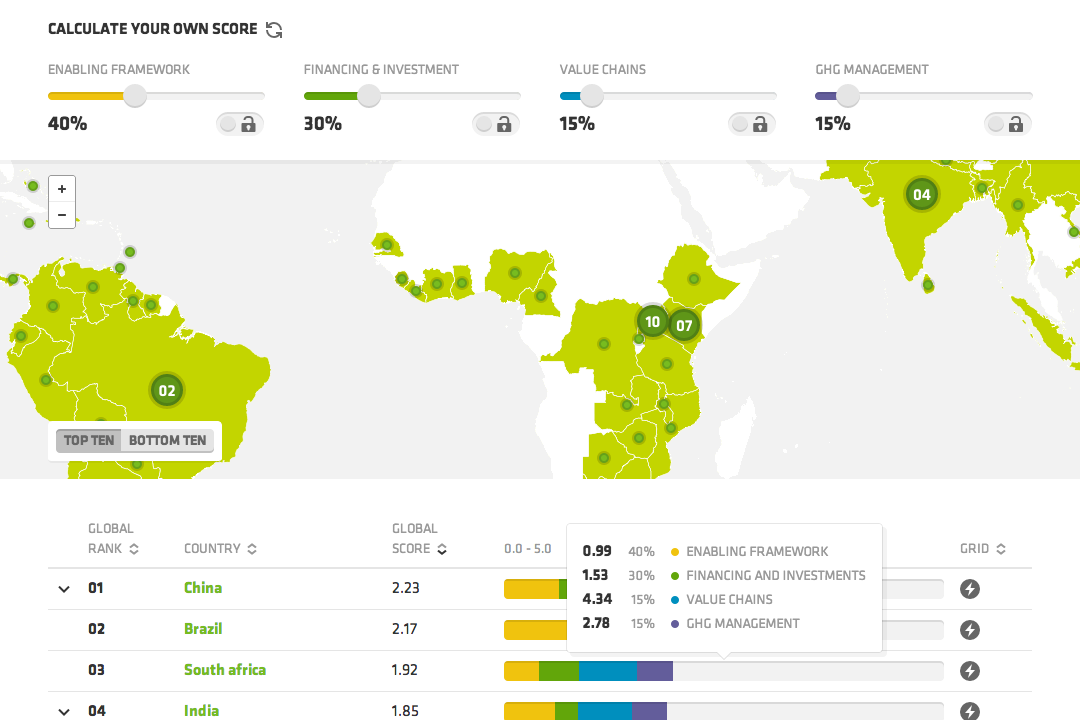 CALCULATE YOUR OWN SCORE
ENABLING FRAMEWORK FINANCING & INVESTMENT VALUE CHAINS GHG MANAGEMENT
40% 30% 15% 15%
+
−
04
10 07
02
TOP TEN BOTTOM TEN
GLOBAL RANK COUNTRY GLOBAL SCORE 0.0 - 5.0 GRID
0.99 40% ENABLING FRAMEWORK
1.53 30% FINANCING AND INVESTMENTS
4.34 15% VALUE CHAINS
2.78 15% GHG MANAGEMENT
01 China 2.23
02 Brazil 2.17
03 South africa 1.92
04 India 1.85